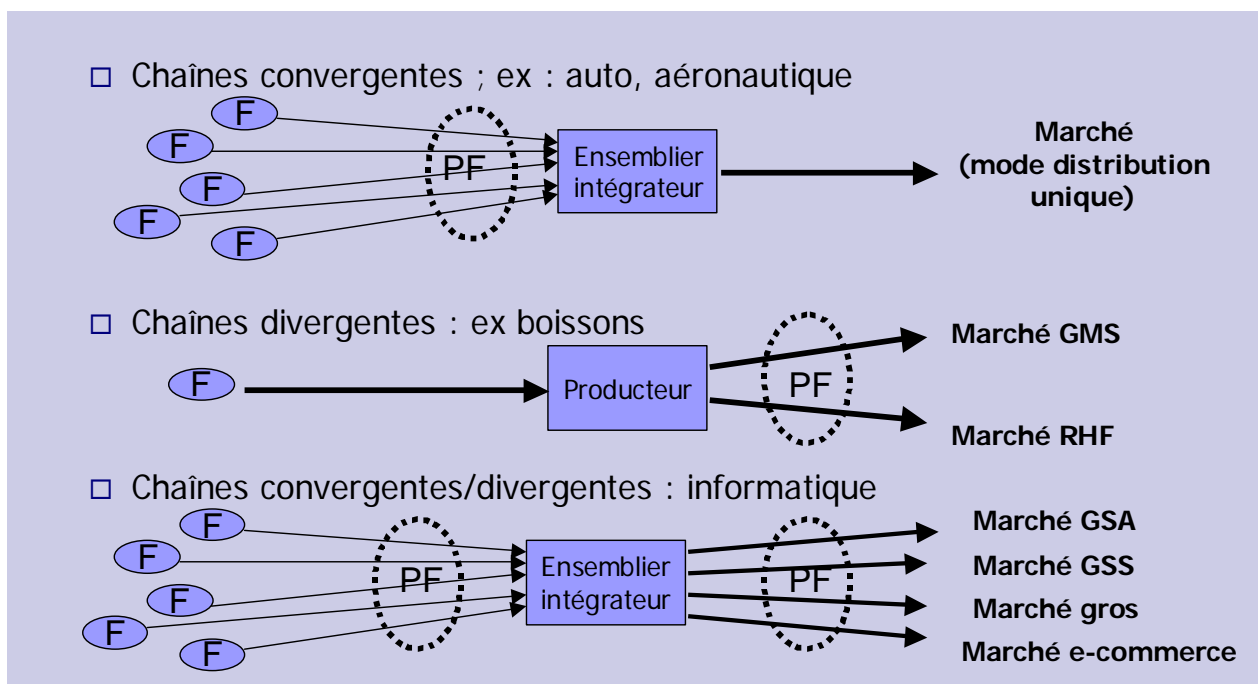 Chaînes convergentes ; ex : auto, aéronautique
F
F
F
F
F
PF
Ensemblier
intégrateur
Marché
(mode distribution
unique)
Chaînes divergentes : ex boissons
F
Producteur
PF
Marché GMS
Marché RHF
Chaînes convergentes/divergentes : informatique
F
F
F
F
F
PF
Ensemblier
intégrateur
PF
Marché GSA
Marché GSS
Marché gros
Marché e-commerce